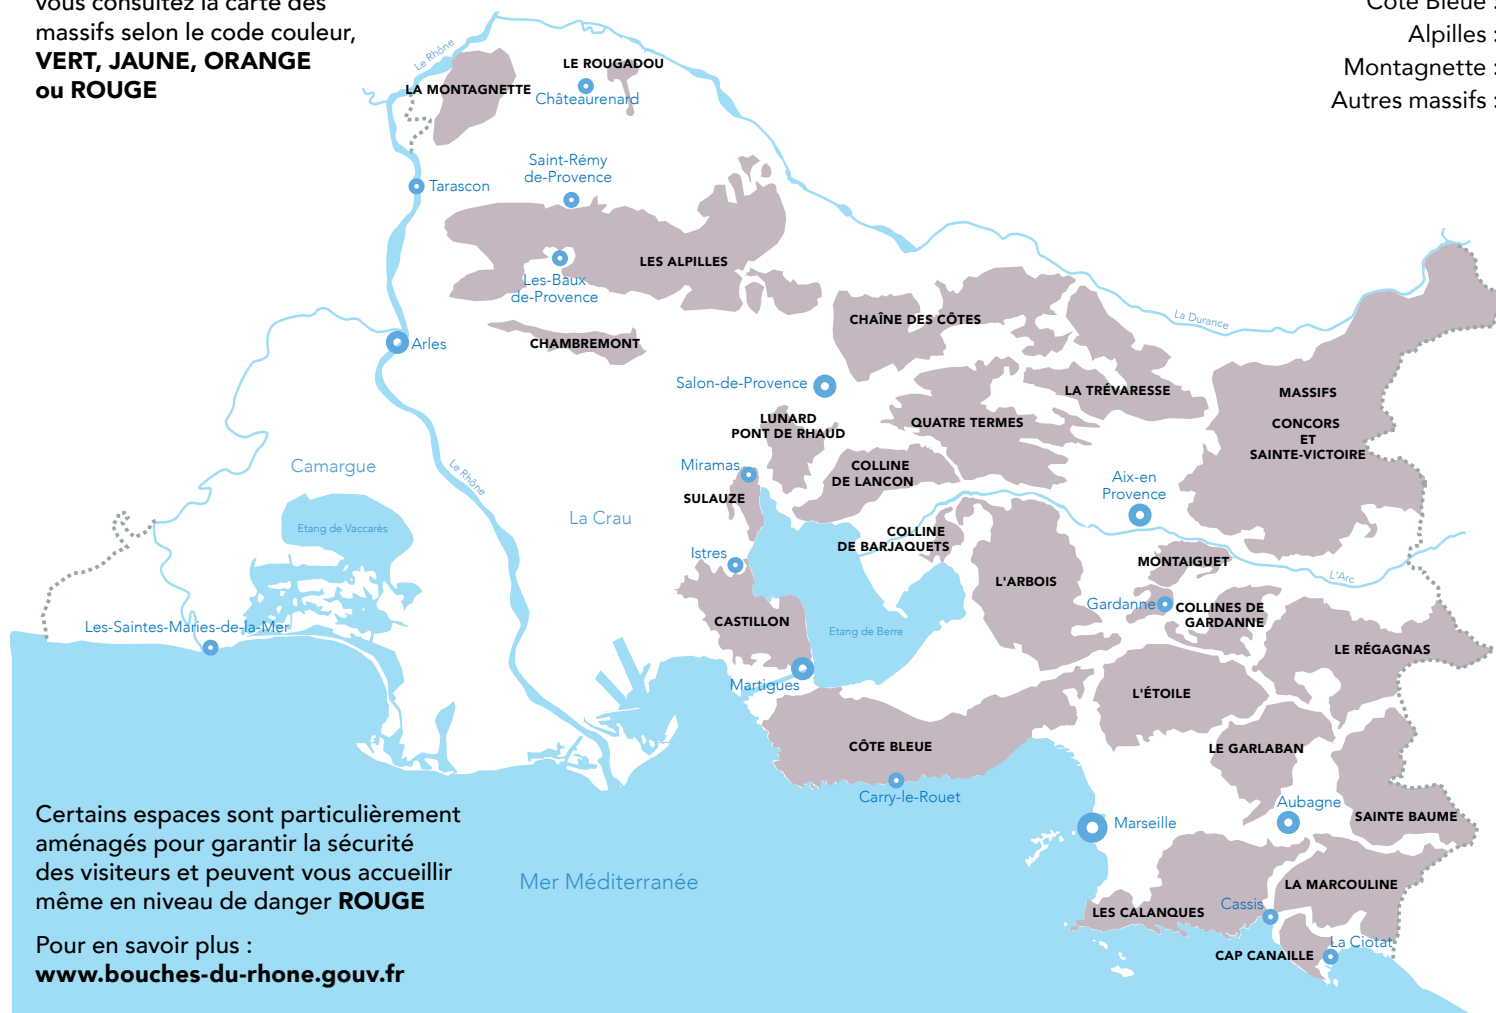 vous consultez la carte des
massifs selon le code couleur,
VERT, JAUNE, ORANGE
ou ROUGE
Côte Bleue :
Alpilles :
Montagnette :
Autres massifs :
Le Rhône
LE ROUGADOU
LA MONTAGNETTE
Châteaurenard
Saint-Rémy
de-Provence
Tarascon
LES ALPILLES
Les-Baux
de-Provence
CHAÎNE DES CÔTES
La Durance
Arles
CHAMBREMONT
Salon-de-Provence
LA TRÉVARESSE
MASSIFS
CONCORS
ET
SAINTE-VICTOIRE
LUNARD
PONT DE RHAUD
QUATRE TERMES
Camargue
Le Rhône
Miramas
COLLINE
DE LANCON
Aix-en
Provence
SULAUZE
La Crau
Etang de Vaccarès
COLLINE
DE BARJAQUETS
Istres
L'ARBOIS
MONTAIGUET
L'Arc
Gardanne
COLLINES DE
GARDANNE
CASTILLON
Etang de Berre
Les-Saintes-Maries-de-la-Mer
LE RÉGAGNAS
Martigues
L'ÉTOILE
CÔTE BLEUE
LE GARLABAN
Carry-le-Rouet
Aubagne
Marseille
SAINTE BAUME
Certains espaces sont particulièrement
aménagés pour garantir la sécurité
des visiteurs et peuvent vous accueillir
même en niveau de danger ROUGE
Mer Méditerranée
LA MARCOULINE
Cassis
LES CALANQUES
La Ciotat
CAP CANAILLE
Pour en savoir plus :
www.bouches-du-rhone.gouv.fr